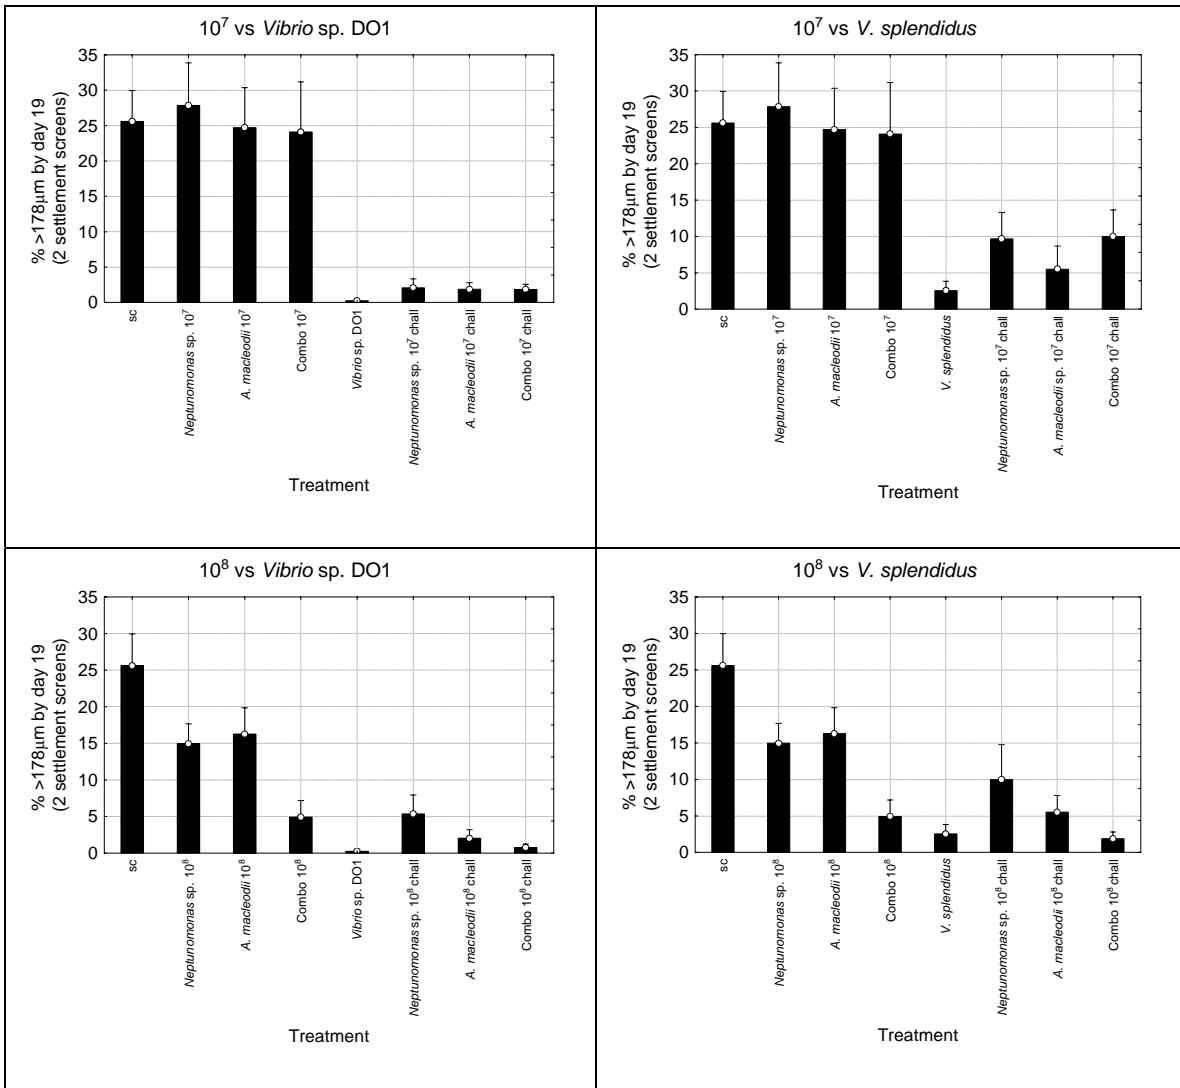 10⁷ vs Vibrio sp. DO1
% >178μm by day 19
(2 settlement screens)
35
30
25
20
15
10
5
0
sc
Neptunomonas sp. 10⁷
A. macleodii 10⁷
Combo 10⁷
Vibrio sp. DO1
Neptunomonas sp. 10⁷ chall
A. macleodii 10⁷ chall
Combo 10⁷ chall
Treatment
10⁷ vs V. splendidus
% >178μm by day 19
(2 settlement screens)
35
30
25
20
15
10
5
0
sc
Neptunomonas sp. 10⁷
A. macleodii 10⁷
Combo 10⁷
V. splendidus
Neptunomonas sp. 10⁷ chall
A. macleodii sp. 10⁷ chall
Combo 10⁷ chall
Treatment
10⁸ vs Vibrio sp. DO1
% >178μm by day 19
(2 settlement screens)
35
30
25
20
15
10
5
0
sc
Neptunomonas sp. 10⁸
A. macleodii 10⁸
Combo 10⁸
Vibrio sp. DO1
Neptunomonas sp. 10⁸ chall
A. macleodii 10⁸ chall
Combo 10⁸ chall
Treatment
10⁸ vs V. splendidus
% >178μm by day 19
(2 settlement screens)
35
30
25
20
15
10
5
0
sc
Neptunomonas sp. 10⁸
A. macleodii 10⁸
Combo 10⁸
V. splendidus
Neptunomonas sp. 10⁸ chall
A. macleodii 10⁸ chall
Combo 10⁸ chall
Treatment